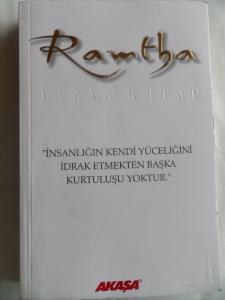 Ramtha
BEYAZ KİTAP
"İNSANLIĞIN KENDİ YÜCELİĞİNİ
İDRAK ETMEKTEN BAŞKA
KURTULUŞU YOKTUR."
AKAŞA